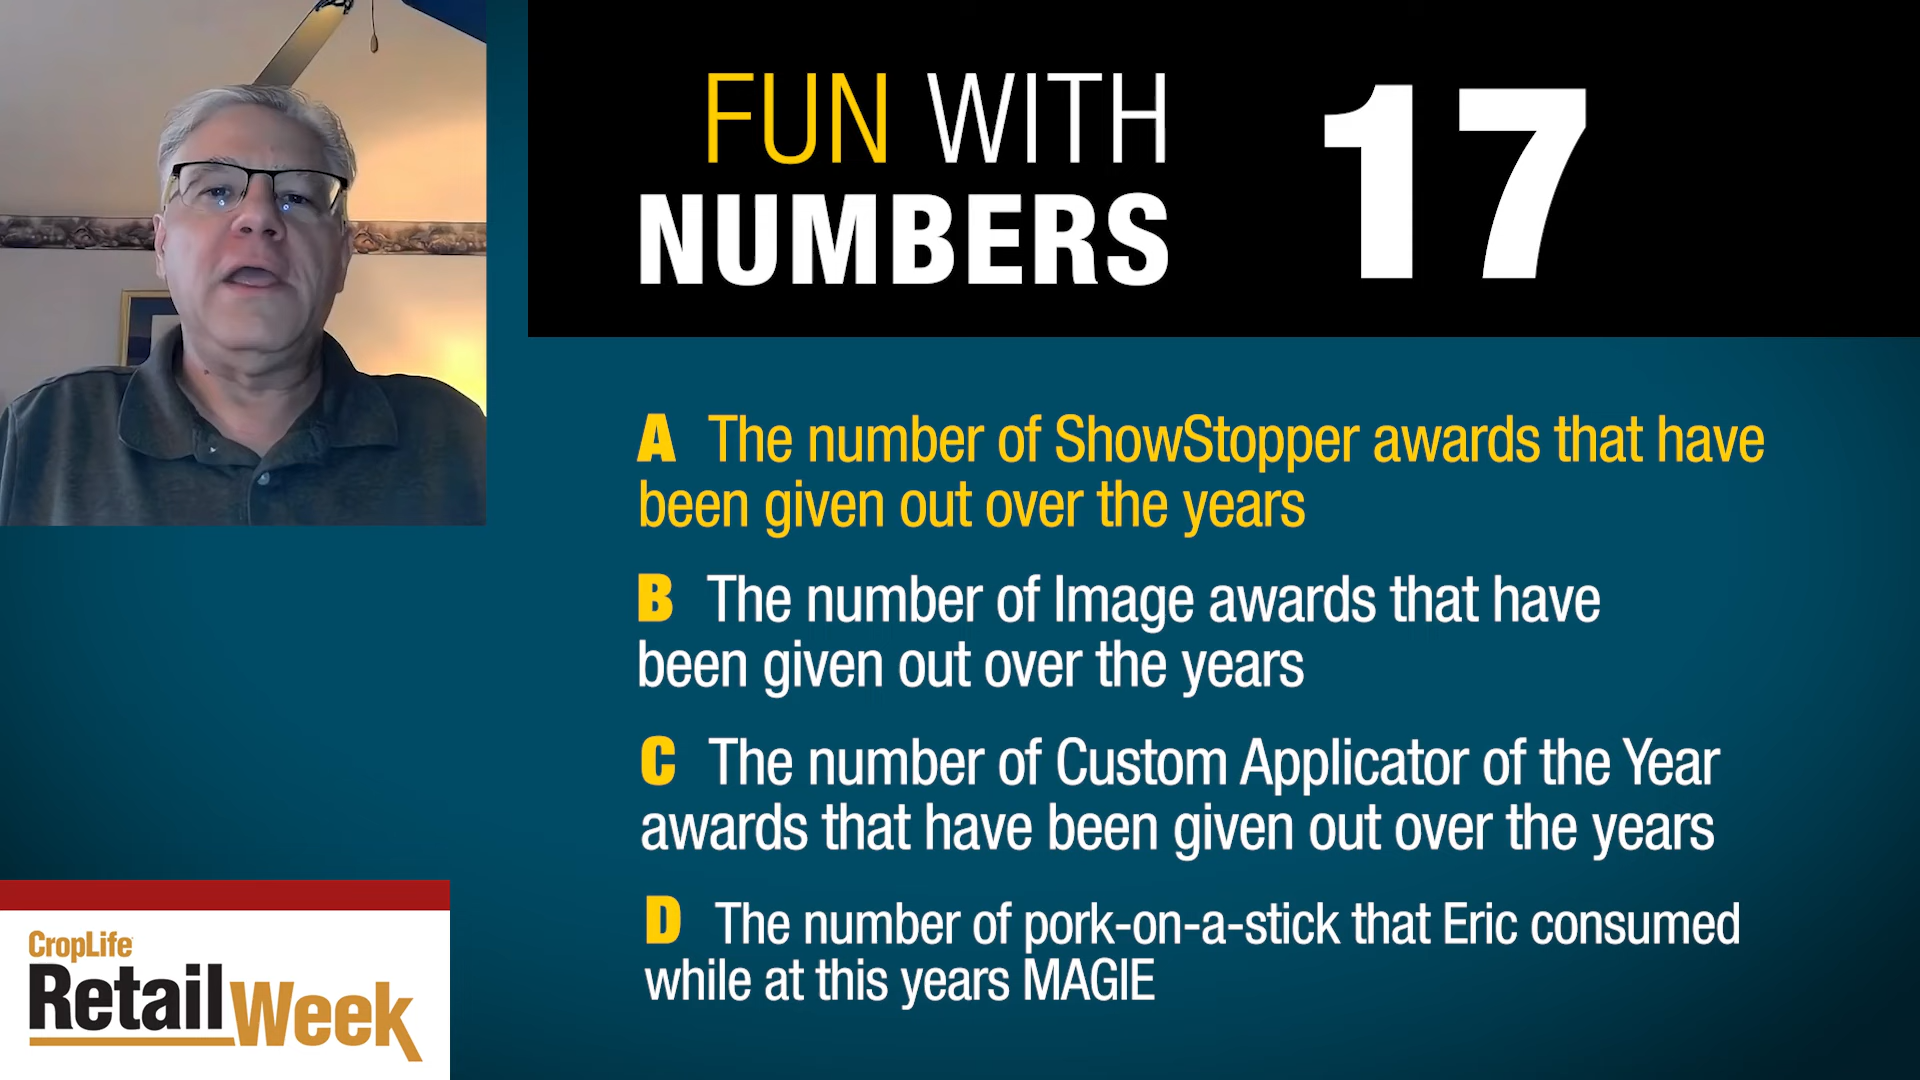 FUN WITH
NUMBERS
17
A The number of ShowStopper awards that have
been given out over the years
B The number of Image awards that have
been given out over the years
C The number of Custom Applicator of the Year
awards that have been given out over the years
D The number of pork-on-a-stick that Eric consumed
while at this years MAGIE
CropLife
RetailWeek